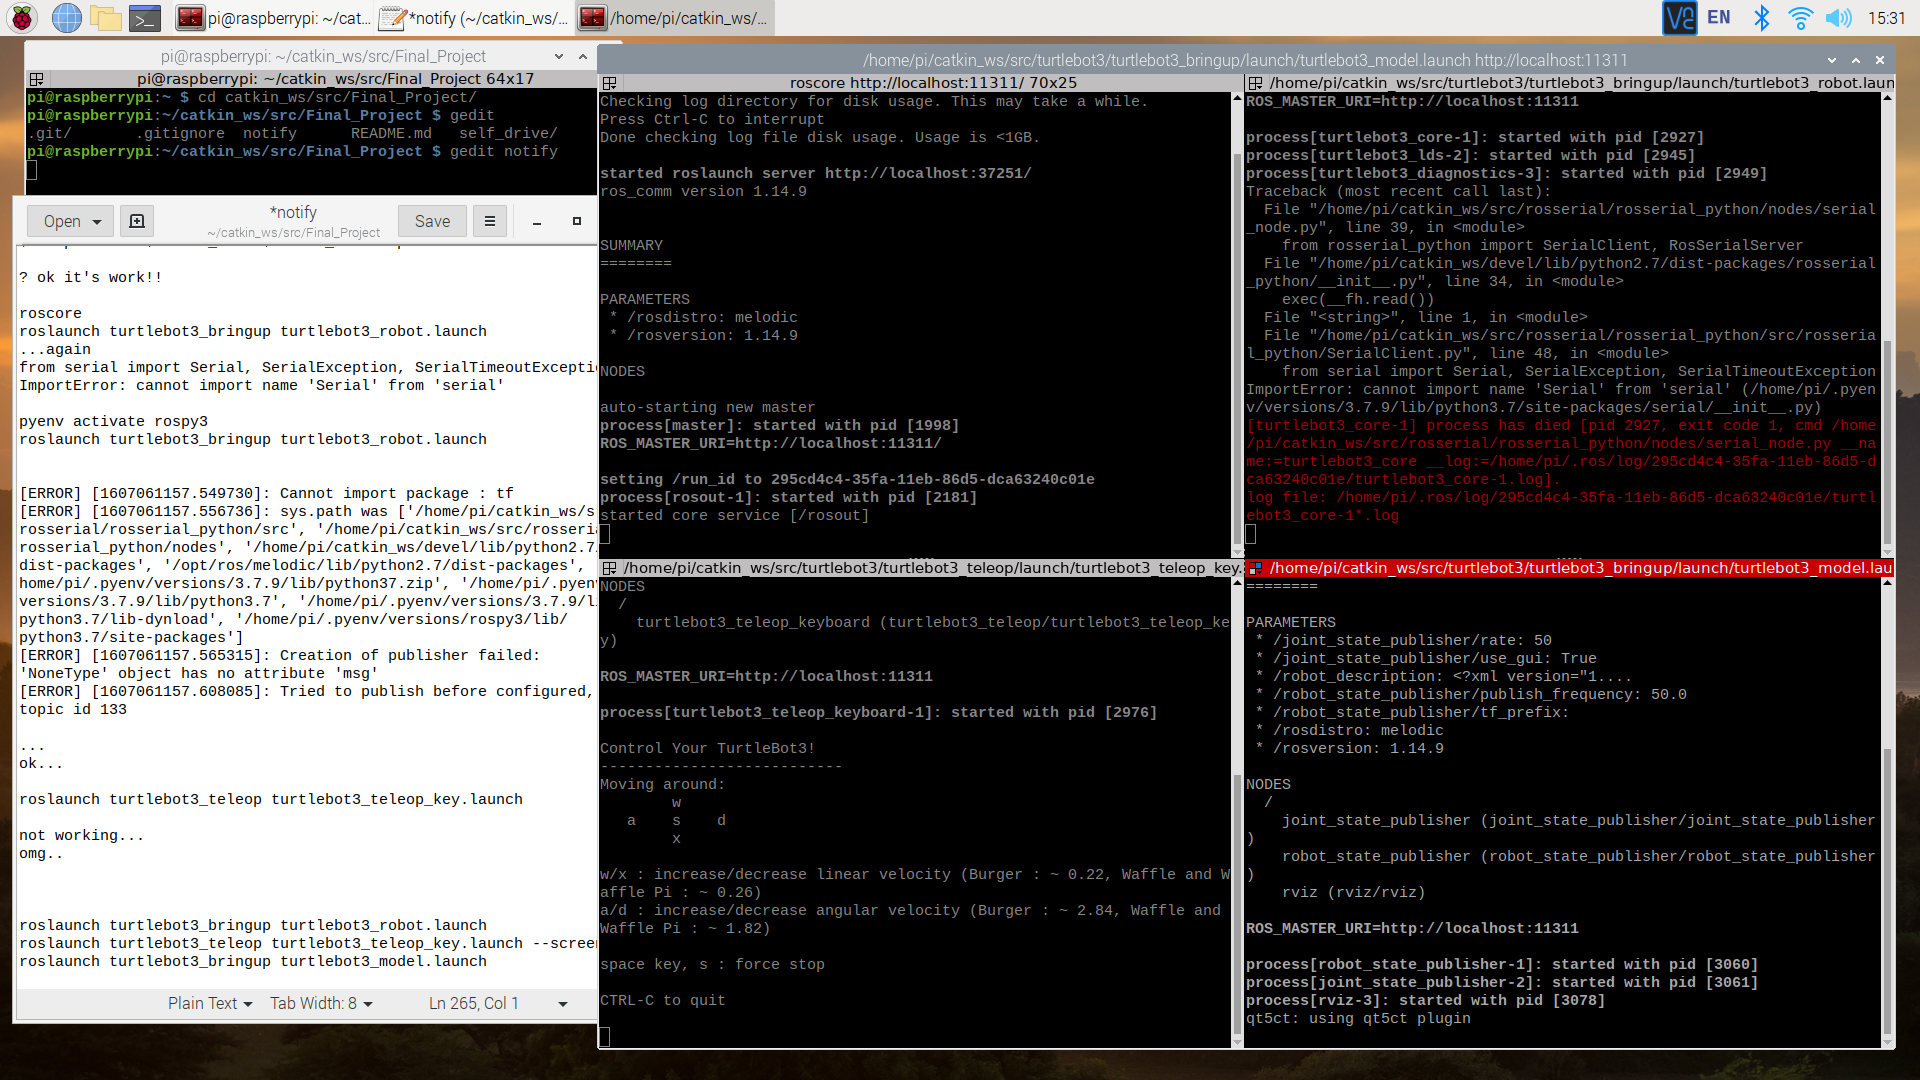 pi@raspberrypi: ~/cat...
*notify (~/catkin_ws/...
/home/pi/catkin_ws/...
EN
15:31
pi@raspberrypi: ~/catkin_ws/src/Final_Project
pi@raspberrypi: ~/catkin_ws/src/Final_Project 64x17
pi@raspberrypi:~ $ cd catkin_ws/src/Final_Project/
pi@raspberrypi:~/catkin_ws/src/Final_Project $ gedit
.git/ .gitignore notify README.md self_drive/
pi@raspberrypi:~/catkin_ws/src/Final_Project $ gedit notify
Open
*notify
~/catkin_ws/src/Final_Project
Save
? ok it's work!!
roscore
roslaunch turtlebot3_bringup turtlebot3_robot.launch
...again
from serial import Serial, SerialException, SerialTimeoutExceptio
ImportError: cannot import name 'Serial' from 'serial'
pyenv activate rospy3
roslaunch turtlebot3_bringup turtlebot3_robot.launch
[ERROR] [1607061157.549730]: Cannot import package : tf
[ERROR] [1607061157.556736]: sys.path was ['/home/pi/catkin_ws/s
rosserial/rosserial_python/src', '/home/pi/catkin_ws/src/rosseria
rosserial_python/nodes', '/home/pi/catkin_ws/devel/lib/python2.7/
dist-packages', '/opt/ros/melodic/lib/python2.7/dist-packages',
home/pi/.pyenv/versions/3.7.9/lib/python37.zip', '/home/pi/.pyen
versions/3.7.9/lib/python3.7', '/home/pi/.pyenv/versions/3.7.9/l
python3.7/lib-dynload', '/home/pi/.pyenv/versions/rospy3/lib/
python3.7/site-packages']
[ERROR] [1607061157.565315]: Creation of publisher failed:
'NoneType' object has no attribute 'msg'
[ERROR] [1607061157.608085]: Tried to publish before configured,
topic id 133
...
ok...
roslaunch turtlebot3_teleop turtlebot3_teleop_key.launch
not working...
omg..
roslaunch turtlebot3_bringup turtlebot3_robot.launch
roslaunch turtlebot3_teleop turtlebot3_teleop_key.launch --screen
roslaunch turtlebot3_bringup turtlebot3_model.launch
Plain Text
Tab Width: 8
Ln 265, Col 1
/home/pi/catkin_ws/src/turtlebot3/turtlebot3_bringup/launch/turtlebot3_model.launch http://localhost:11311
roscore http://localhost:11311/ 70x25
Checking log directory for disk usage. This may take a while.
Press Ctrl-C to interrupt
Done checking log file disk usage. Usage is <1GB.
started roslaunch server http://localhost:37251/
ros_comm version 1.14.9
SUMMARY
========
PARAMETERS
* /rosdistro: melodic
* /rosversion: 1.14.9
NODES
auto-starting new master
process[master]: started with pid [1998]
ROS_MASTER_URI=http://localhost:11311/
setting /run_id to 295cd4c4-35fa-11eb-86d5-dca63240c01e
process[rosout-1]: started with pid [2181]
started core service [/rosout]
/home/pi/catkin_ws/src/turtlebot3/turtlebot3_bringup/launch/turtlebot3_robot.laun
ROS_MASTER_URI=http://localhost:11311
process[turtlebot3_core-1]: started with pid [2927]
process[turtlebot3_lds-2]: started with pid [2945]
process[turtlebot3_diagnostics-3]: started with pid [2949]
Traceback (most recent call last):
File "/home/pi/catkin_ws/src/rosserial/rosserial_python/nodes/serial
_node.py", line 39, in <module>
from rosserial_python import SerialClient, RosSerialServer
File "/home/pi/catkin_ws/devel/lib/python2.7/dist-packages/rosserial
_python/__init__.py", line 34, in <module>
exec(__fh.read())
File "<string>", line 1, in <module>
File "/home/pi/catkin_ws/src/rosserial/rosserial_python/src/rosseria
l_python/SerialClient.py", line 48, in <module>
from serial import Serial, SerialException, SerialTimeoutException
ImportError: cannot import name 'Serial' from 'serial' (/home/pi/.pyen
v/versions/3.7.9/lib/python3.7/site-packages/serial/__init__.py)
[turtlebot3_core-1] process has died [pid 2927, exit code 1, cmd /home
/pi/catkin_ws/src/rosserial/rosserial_python/nodes/serial_node.py __na
me:=turtlebot3_core __log:=/home/pi/.ros/log/295cd4c4-35fa-11eb-86d5-d
ca63240c01e/turtlebot3_core-1.log].
log file: /home/pi/.ros/log/295cd4c4-35fa-11eb-86d5-dca63240c01e/turtl
ebot3_core-1*.log
/home/pi/catkin_ws/src/turtlebot3/turtlebot3_teleop/launch/turtlebot3_teleop_key.
NODES
/
turtlebot3_teleop_keyboard (turtlebot3_teleop/turtlebot3_teleop_ke
y)
ROS_MASTER_URI=http://localhost:11311
process[turtlebot3_teleop_keyboard-1]: started with pid [2976]
Control Your TurtleBot3!
---------------------------
Moving around:
w
a s d
x
w/x : increase/decrease linear velocity (Burger : ~ 0.22, Waffle and W
affle Pi : ~ 0.26)
a/d : increase/decrease angular velocity (Burger : ~ 2.84, Waffle and
Waffle Pi : ~ 1.82)
space key, s : force stop
CTRL-C to quit
/home/pi/catkin_ws/src/turtlebot3/turtlebot3_bringup/launch/turtlebot3_model.lau
========
PARAMETERS
* /joint_state_publisher/rate: 50
* /joint_state_publisher/use_gui: True
* /robot_description: <?xml version="1....
* /robot_state_publisher/publish_frequency: 50.0
* /robot_state_publisher/tf_prefix:
* /rosdistro: melodic
* /rosversion: 1.14.9
NODES
/
joint_state_publisher (joint_state_publisher/joint_state_publisher
)
robot_state_publisher (robot_state_publisher/robot_state_publisher
)
rviz (rviz/rviz)
ROS_MASTER_URI=http://localhost:11311
process[robot_state_publisher-1]: started with pid [3060]
process[joint_state_publisher-2]: started with pid [3061]
process[rviz-3]: started with pid [3078]
qt5ct: using qt5ct plugin